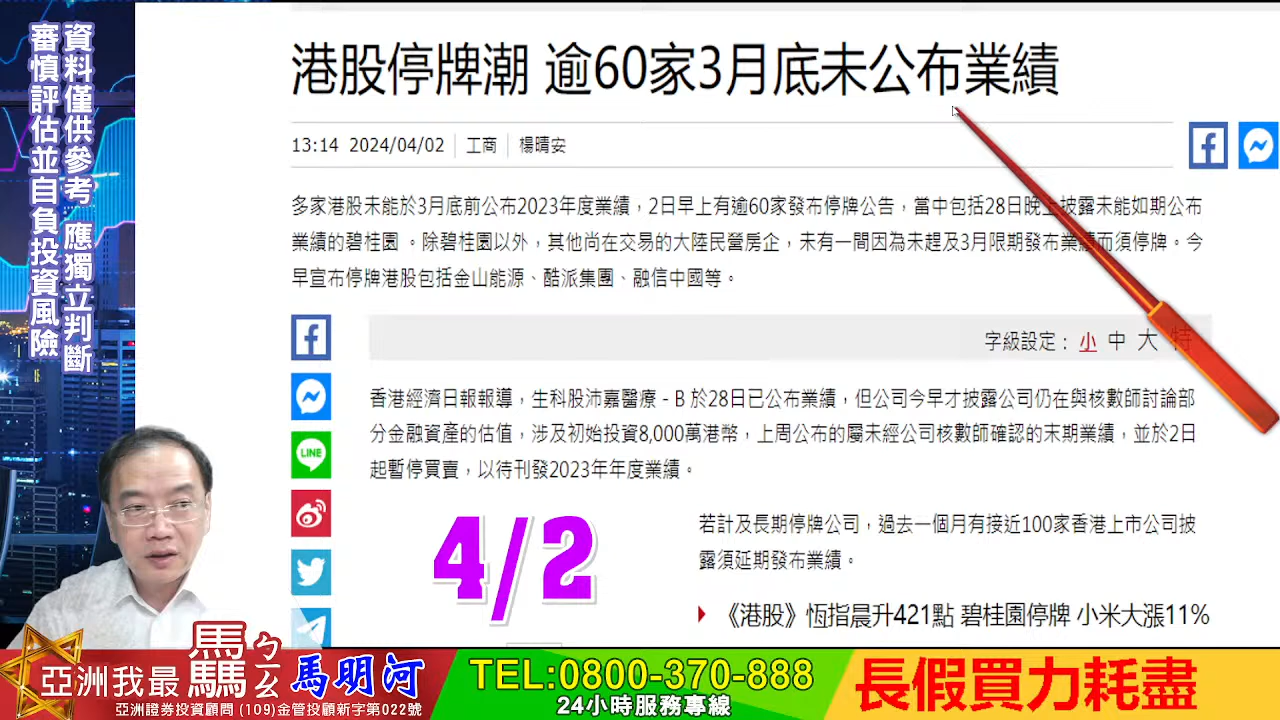 資料僅供參考 應獨立判斷
審慎評估並自負投資風險
港股停牌潮 逾60家3月底未公布業績
13:14 2024/04/02 工商 楊晴安
多家港股未能於3月底前公布2023年度業績，2日早上有逾60家發布停牌公告，當中包括28日晚上披露未能如期公布
業績的碧桂園 。除碧桂園以外，其他尚在交易的大陸民營房企，未有一間因為未趕及3月限期發布業績而須停牌。今
早宣布停牌港股包括金山能源、酷派集團、融信中國等。
字級設定： 小 中 大 特
香港經濟日報報導，生科股沛嘉醫療－B 於28日已公布業績，但公司今早才披露公司仍在與核數師討論部
分金融資產的估值，涉及初始投資8,000萬港幣，上周公布的屬未經公司核數師確認的末期業績，並於2日
起暫停買賣，以待刊發2023年年度業績。
LINE
4/2
若計及長期停牌公司，過去一個月有接近100家香港上市公司披
露須延期發布業績。
《港股》恆指晨升421點 碧桂園停牌 小米大漲11%
亞洲我最馬驫ㄅㄧㄠ馬明河
亞洲證券投資顧問 (109)金管投顧新字第022號
TEL:0800-370-888
24小時服務專線
長假買力耗盡